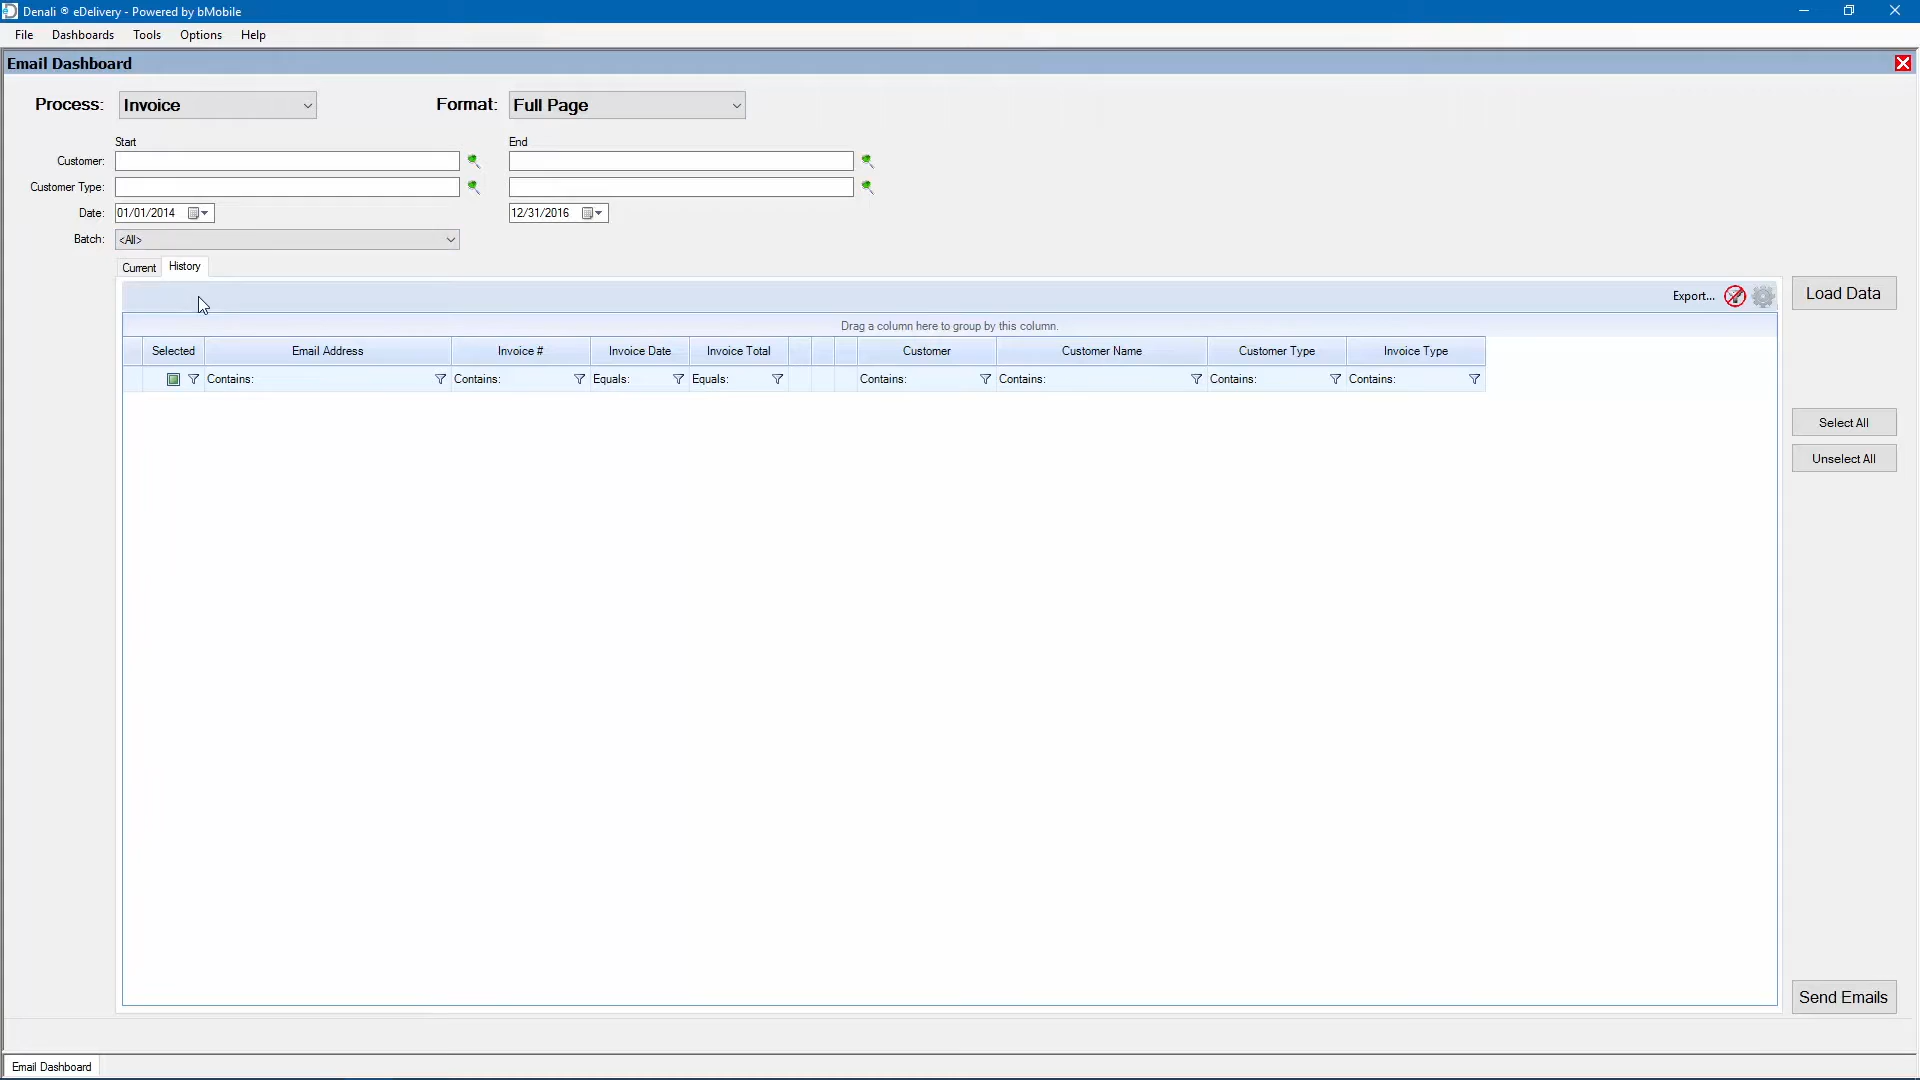 Denali ® eDelivery - Powered by bMobile
File Dashboards Tools Options Help
Email Dashboard
Process: Invoice Format: Full Page
Start End
Customer:
Customer Type:
Date: 01/01/2014 12/31/2016
Batch: <All>
Current History
Export... Load Data
Drag a column here to group by this column.
Selected Email Address Invoice # Invoice Date Invoice Total Customer Customer Name Customer Type Invoice Type
Contains: Contains: Equals: Equals: Contains: Contains: Contains: Contains:
Select All
Unselect All
Send Emails
Email Dashboard